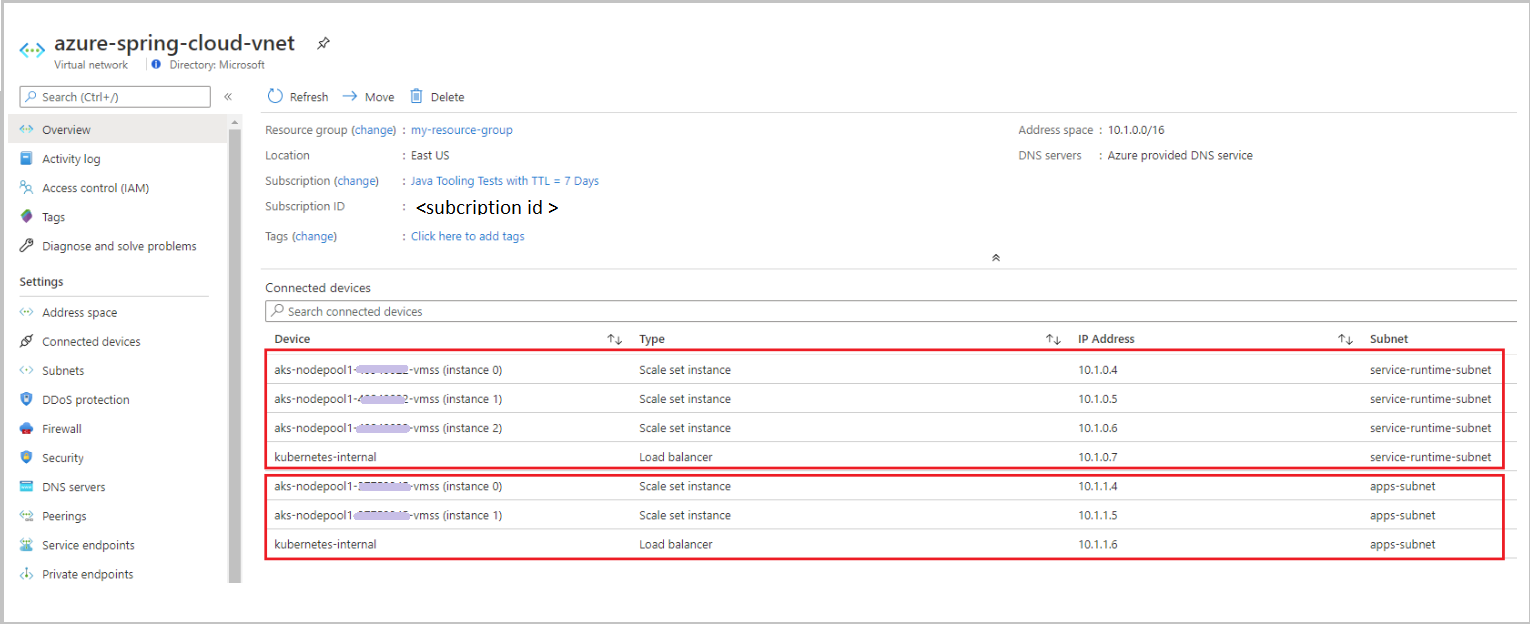 azure-spring-cloud-vnet
Virtual network Directory: Microsoft
Search (Ctrl+/) «
Refresh Move Delete
Overview
Activity log
Access control (IAM)
Tags
Diagnose and solve problems
Settings
Address space
Connected devices
Subnets
DDoS protection
Firewall
Security
DNS servers
Peerings
Service endpoints
Private endpoints
Resource group (change) : my-resource-group
Location : East US
Subscription (change) : Java Tooling Tests with TTL = 7 Days
Subscription ID : <subcription id >
Tags (change) : Click here to add tags
Address space : 10.1.0.0/16
DNS servers : Azure provided DNS service
Connected devices
Search connected devices
Device Type IP Address Subnet
aks-nodepool1- -vmss (instance 0) Scale set instance 10.1.0.4 service-runtime-subnet
aks-nodepool1- -vmss (instance 1) Scale set instance 10.1.0.5 service-runtime-subnet
aks-nodepool1- -vmss (instance 2) Scale set instance 10.1.0.6 service-runtime-subnet
kubernetes-internal Load balancer 10.1.0.7 service-runtime-subnet
aks-nodepool1- -vmss (instance 0) Scale set instance 10.1.1.4 apps-subnet
aks-nodepool1- -vmss (instance 1) Scale set instance 10.1.1.5 apps-subnet
kubernetes-internal Load balancer 10.1.1.6 apps-subnet